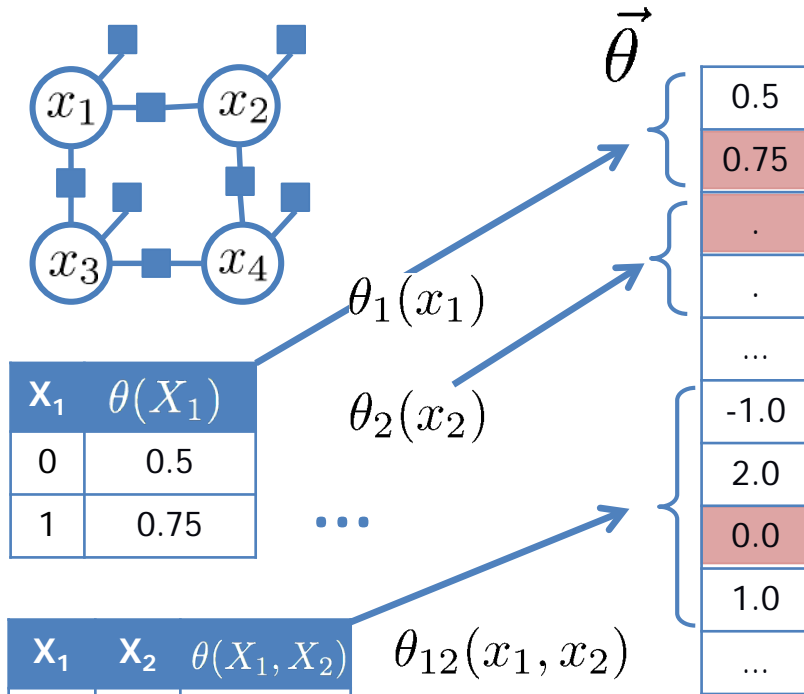 x₁ x₂
x₃ x₄
θ⃗
θ₁(x₁)
θ₂(x₂)
X₁ θ(X₁)
0 0.5
1 0.75
...
X₁ X₂ θ(X₁, X₂)
θ₁₂(x₁, x₂)
0.5
0.75
.
.
...
-1.0
2.0
0.0
1.0
...